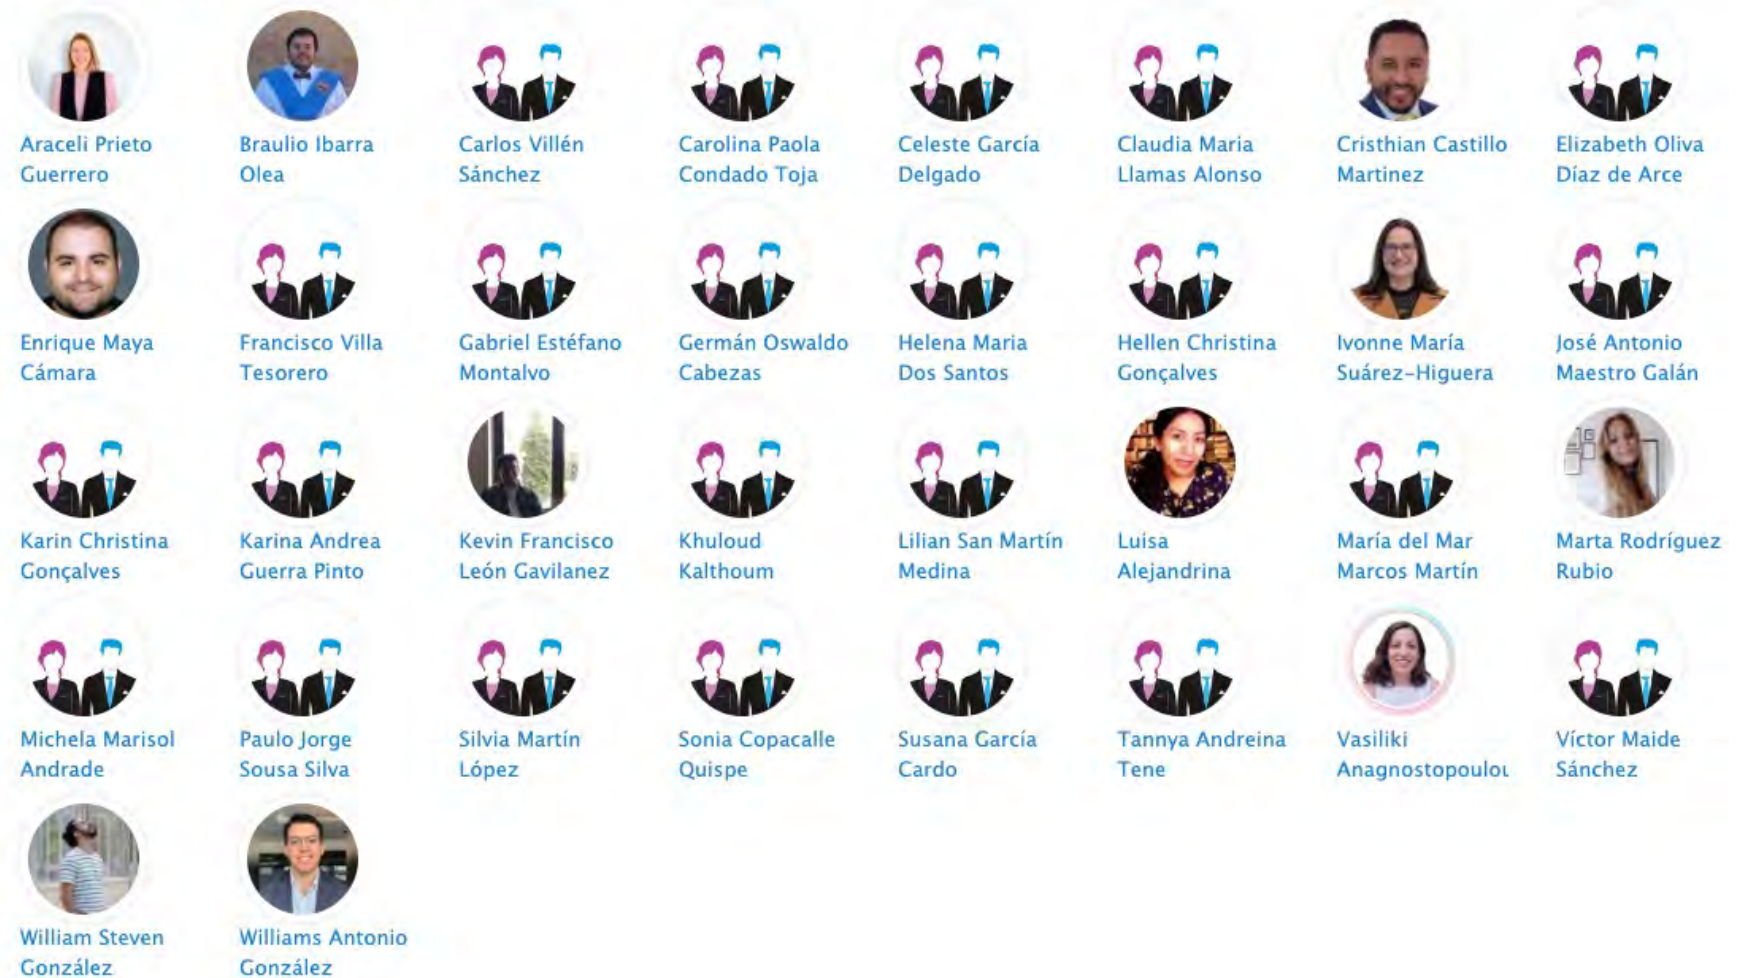 Araceli Prieto
Guerrero
Braulio Ibarra
Olea
Carlos Villén
Sánchez
Carolina Paola
Condado Toja
Celeste García
Delgado
Claudia Maria
Llamas Alonso
Cristhian Castillo
Martinez
Elizabeth Oliva
Díaz de Arce
Enrique Maya
Cámara
Francisco Villa
Tesorero
Gabriel Estéfano
Montalvo
Germán Oswaldo
Cabezas
Helena Maria
Dos Santos
Hellen Christina
Gonçalves
Ivonne María
Suárez-Higuera
José Antonio
Maestro Galán
Karin Christina
Gonçalves
Karina Andrea
Guerra Pinto
Kevin Francisco
León Gavilanez
Khuloud
Kalthoum
Lilian San Martín
Medina
Luisa
Alejandrina
María del Mar
Marcos Martín
Marta Rodríguez
Rubio
Michela Marisol
Andrade
Paulo Jorge
Sousa Silva
Silvia Martín
López
Sonia Copacalle
Quispe
Susana García
Cardo
Tannya Andreina
Tene
Vasiliki
Anagnostopoulou
Víctor Maide
Sánchez
William Steven
González
Williams Antonio
González